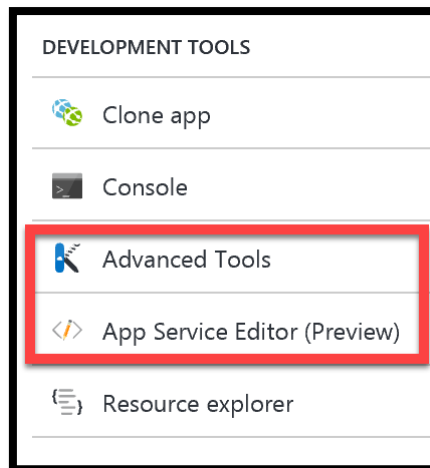 DEVELOPMENT TOOLS
Clone app
Console
Advanced Tools
App Service Editor (Preview)
Resource explorer